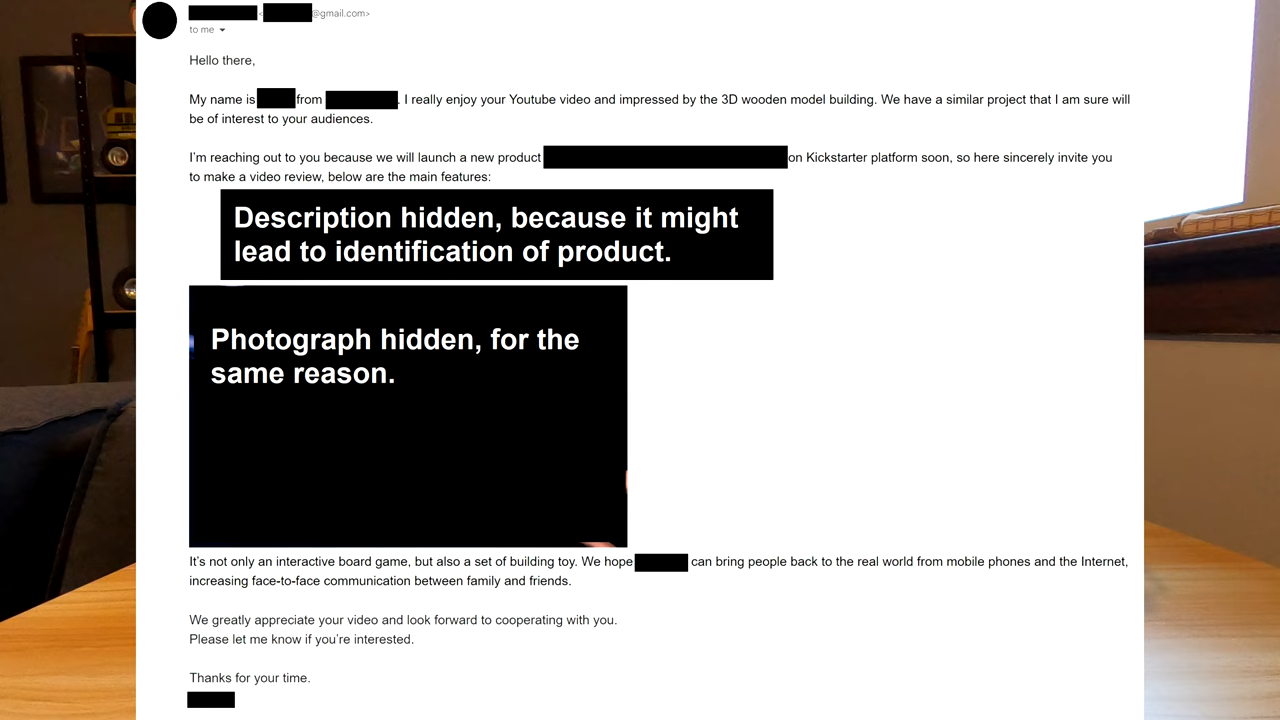 <          @gmail.com>
to me
Hello there,
My name is from . I really enjoy your Youtube video and impressed by the 3D wooden model building. We have a similar project that I am sure will
be of interest to your audiences.
I'm reaching out to you because we will launch a new product on Kickstarter platform soon, so here sincerely invite you
to make a video review, below are the main features:
Description hidden, because it might
lead to identification of product.
Photograph hidden, for the
same reason.
It's not only an interactive board game, but also a set of building toy. We hope can bring people back to the real world from mobile phones and the Internet,
increasing face-to-face communication between family and friends.
We greatly appreciate your video and look forward to cooperating with you.
Please let me know if you're interested.
Thanks for your time.